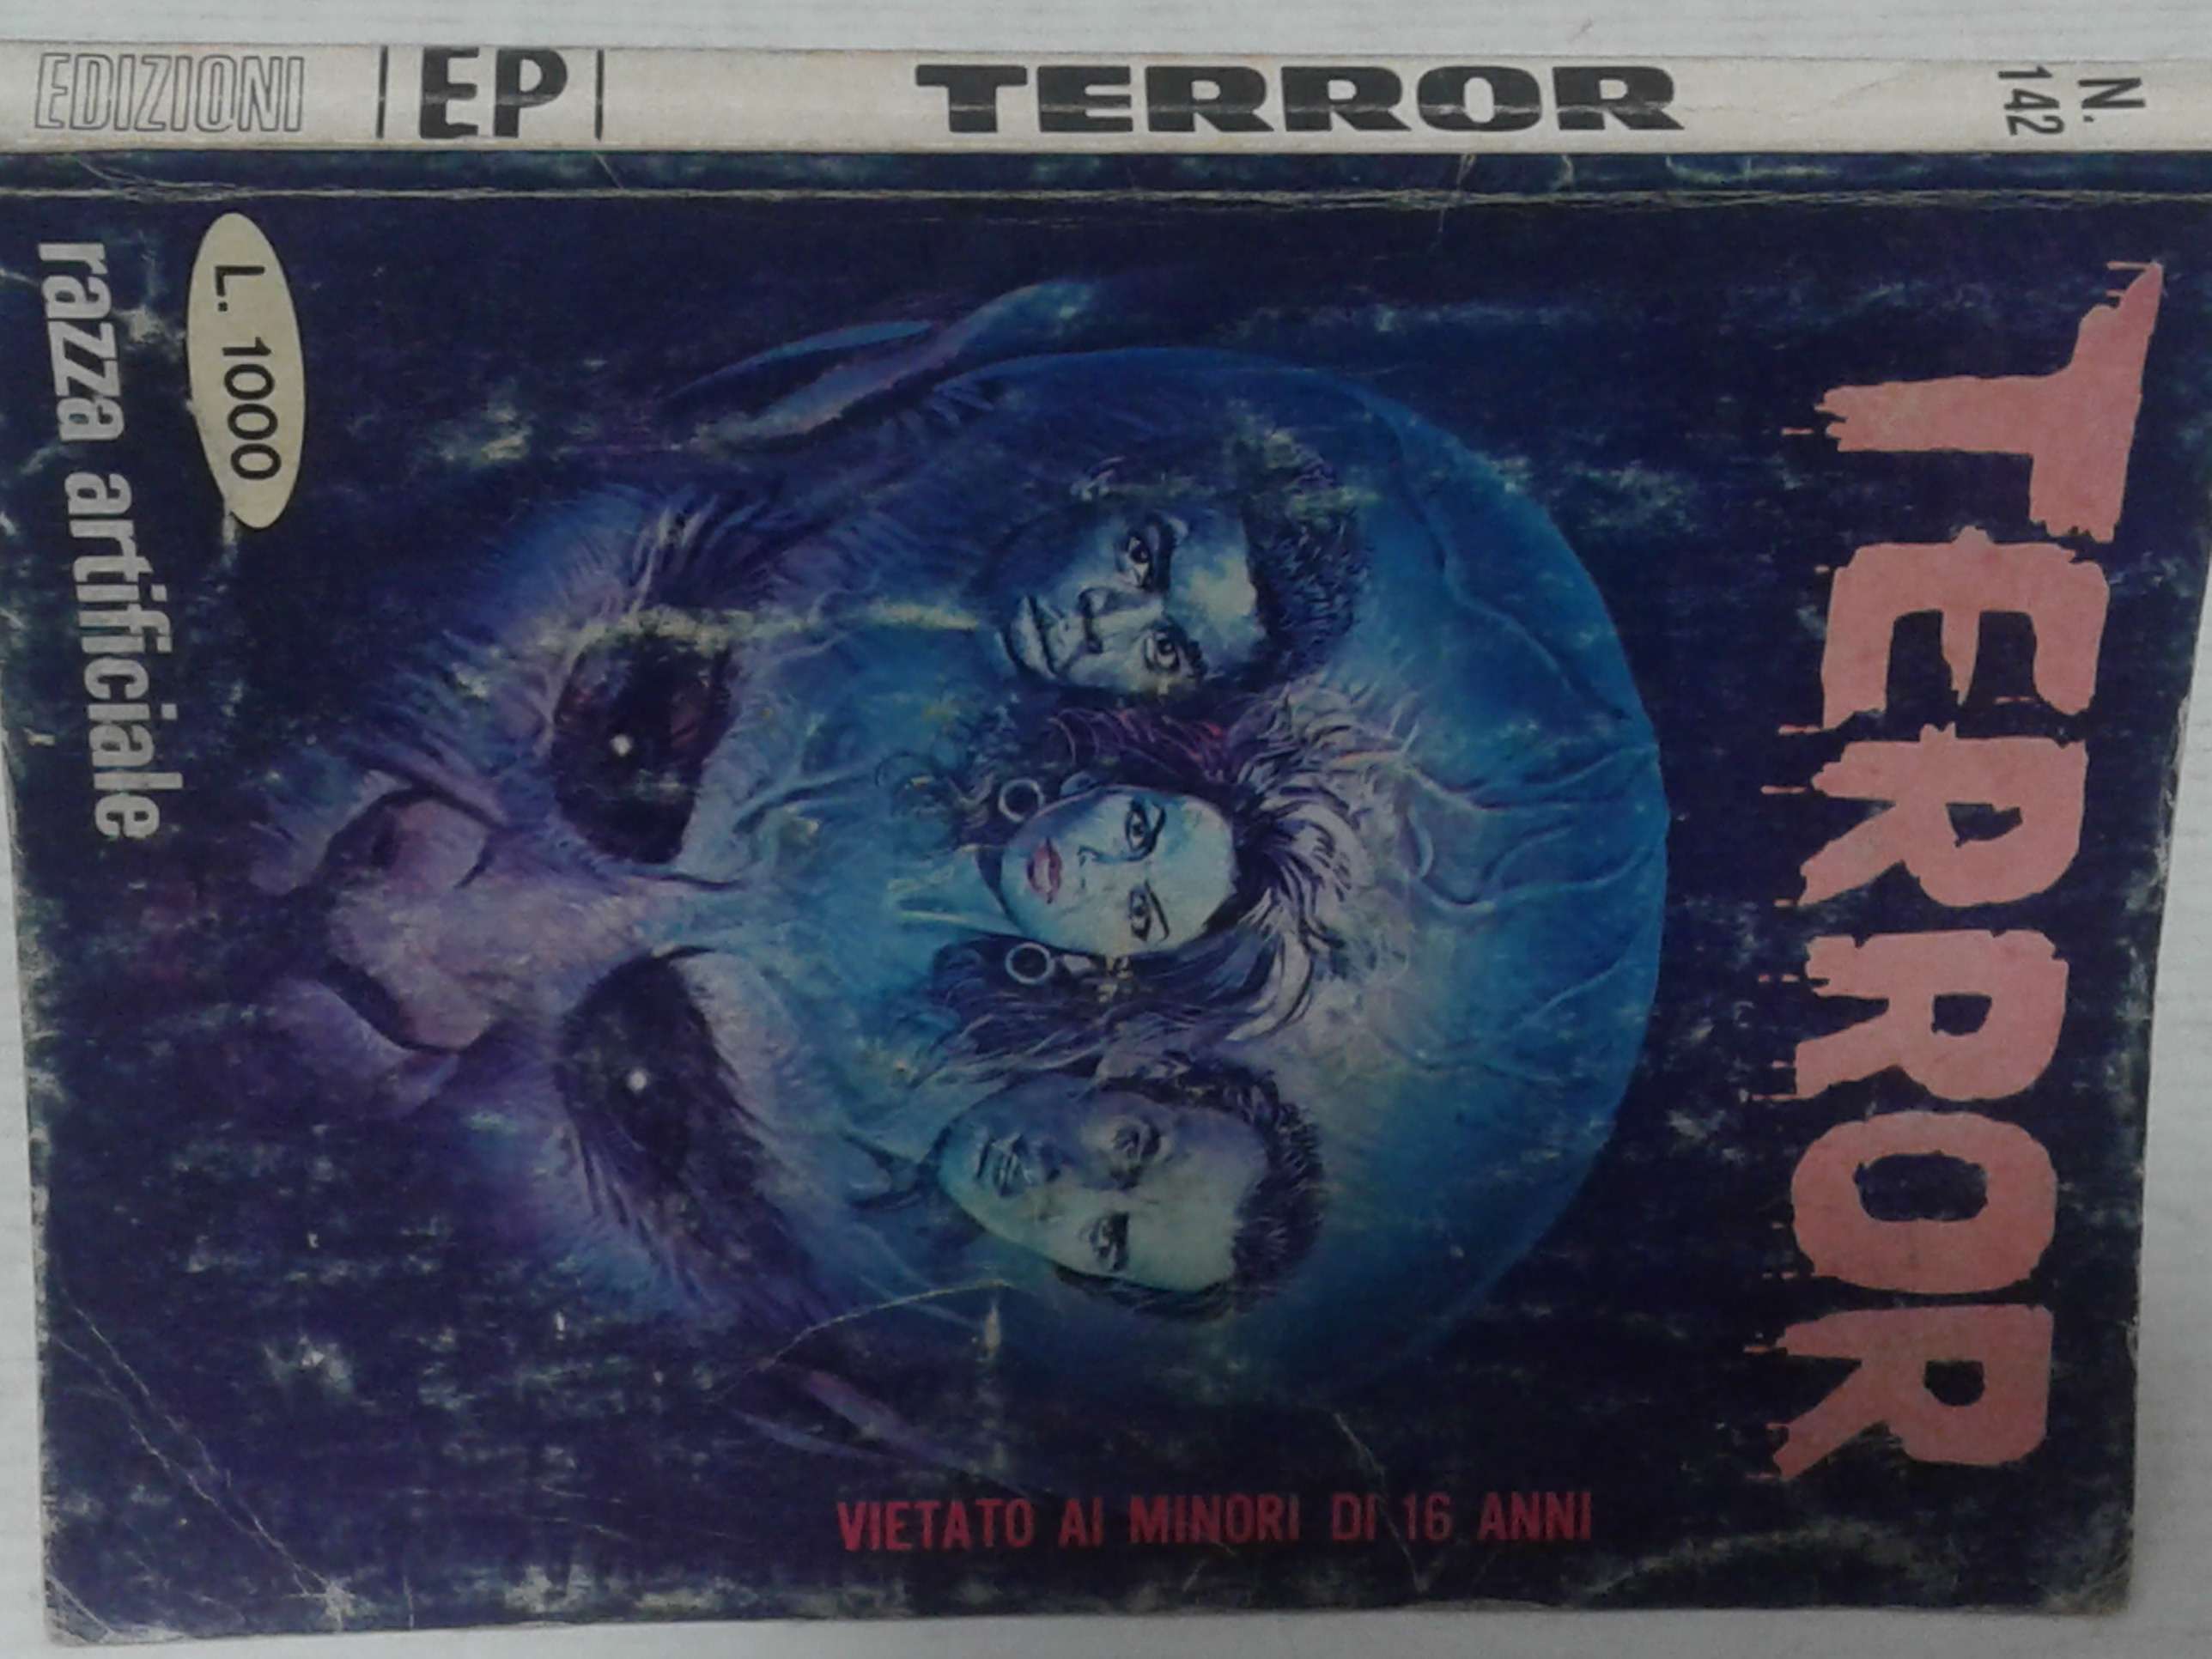 EDIZIONI EP TERROR N. 142
TERROR
VIETATO AI MINORI DI 16 ANNI
L. 1000
razza artificiale